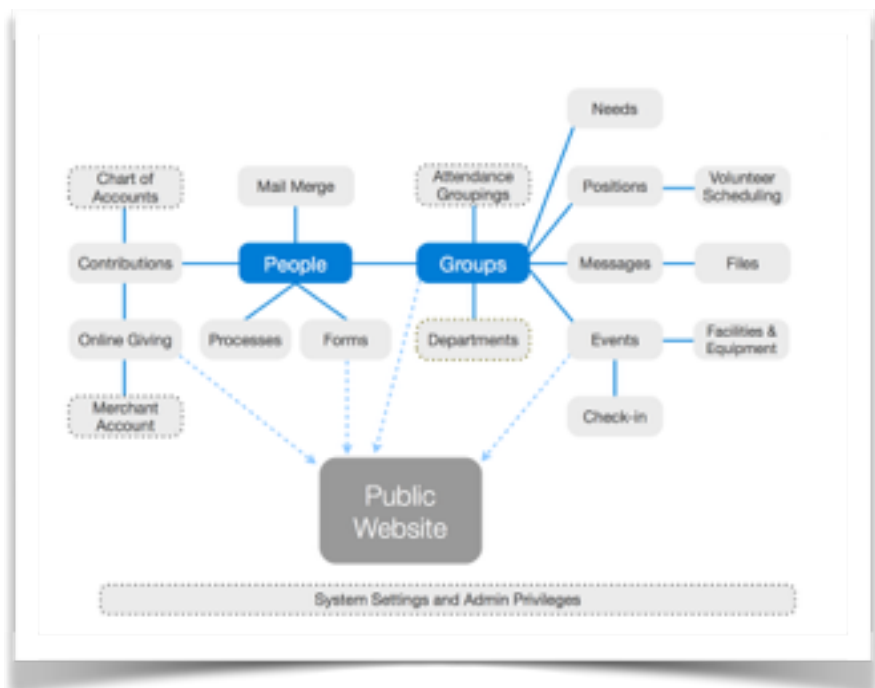 Needs
Chart of
Accounts
Mail Merge
Attendance
Groupings
Positions
Volunteer
Scheduling
Contributions
People
Groups
Messages
Files
Online Giving
Processes
Forms
Departments
Events
Facilities &
Equipment
Merchant
Account
Check-in
Public
Website
System Settings and Admin Privileges